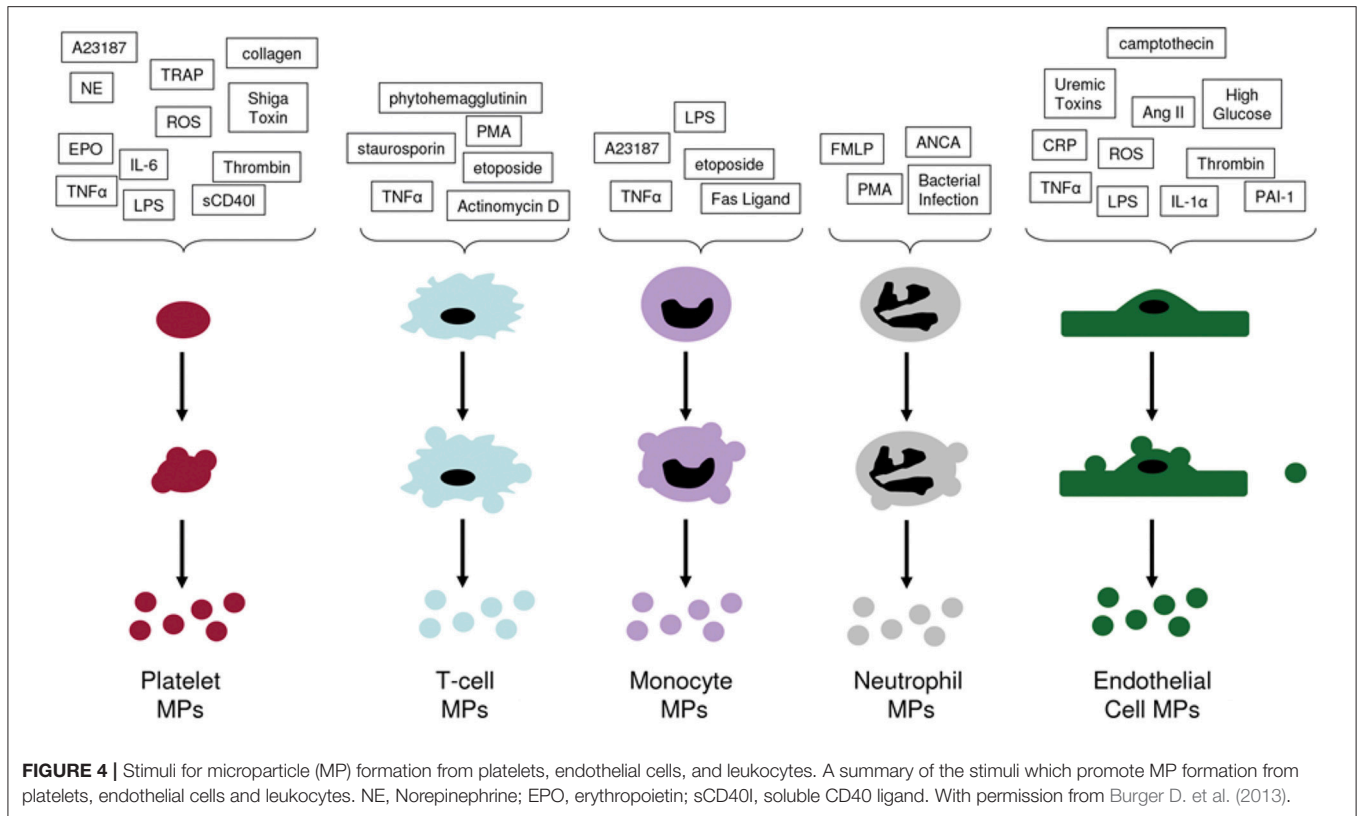 A23187
collagen
NE
TRAP
Shiga
Toxin
ROS
EPO
IL-6
Thrombin
TNFα
LPS
sCD40l
phytohemagglutinin
PMA
staurosporin
etoposide
TNFα
Actinomycin D
LPS
A23187
etoposide
TNFα
Fas Ligand
FMLP
ANCA
PMA
Bacterial
Infection
camptothecin
Uremic
Toxins
Ang II
High
Glucose
CRP
ROS
Thrombin
TNFα
LPS
IL-1α
PAI-1
Platelet
MPs
T-cell
MPs
Monocyte
MPs
Neutrophil
MPs
Endothelial
Cell MPs
FIGURE 4 | Stimuli for microparticle (MP) formation from platelets, endothelial cells, and leukocytes. A summary of the stimuli which promote MP formation from
platelets, endothelial cells and leukocytes. NE, Norepinephrine; EPO, erythropoietin; sCD40l, soluble CD40 ligand. With permission from Burger D. et al. (2013).